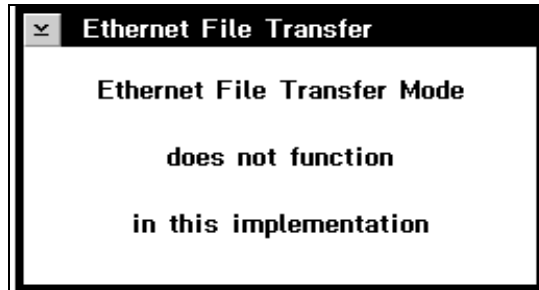 Ethernet File Transfer
Ethernet File Transfer Mode
does not function
in this implementation